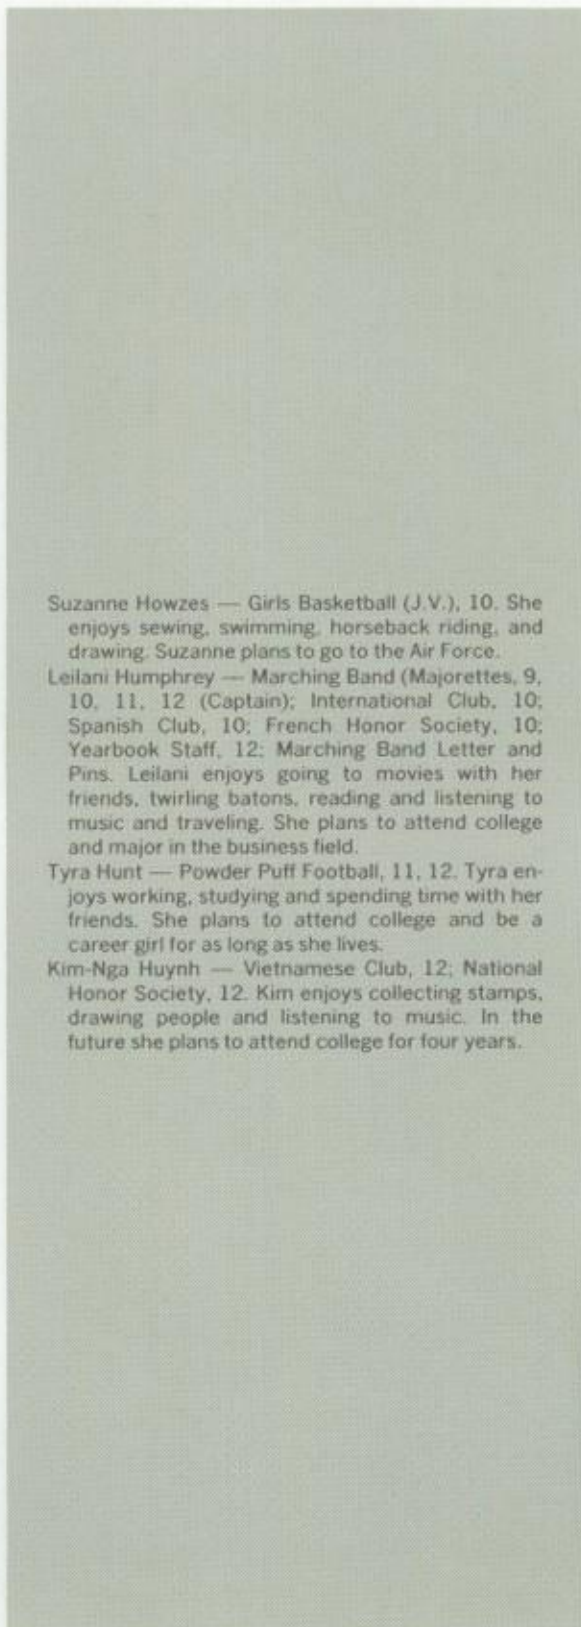 Suzanne Howzes — Girls Basketball (J.V.), 10. She
enjoys sewing, swimming, horseback riding, and
drawing. Suzanne plans to go to the Air Force.
Leilani Humphrey — Marching Band (Majorettes, 9,
10, 11, 12 (Captain); International Club, 10;
Spanish Club, 10; French Honor Society, 10;
Yearbook Staff, 12; Marching Band Letter and
Pins. Leilani enjoys going to movies with her
friends, twirling batons, reading and listening to
music and traveling. She plans to attend college
and major in the business field.
Tyra Hunt — Powder Puff Football, 11, 12. Tyra en-
joys working, studying and spending time with her
friends. She plans to attend college and be a
career girl for as long as she lives.
Kim-Nga Huynh — Vietnamese Club, 12; National
Honor Society, 12. Kim enjoys collecting stamps,
drawing people and listening to music. In the
future she plans to attend college for four years.